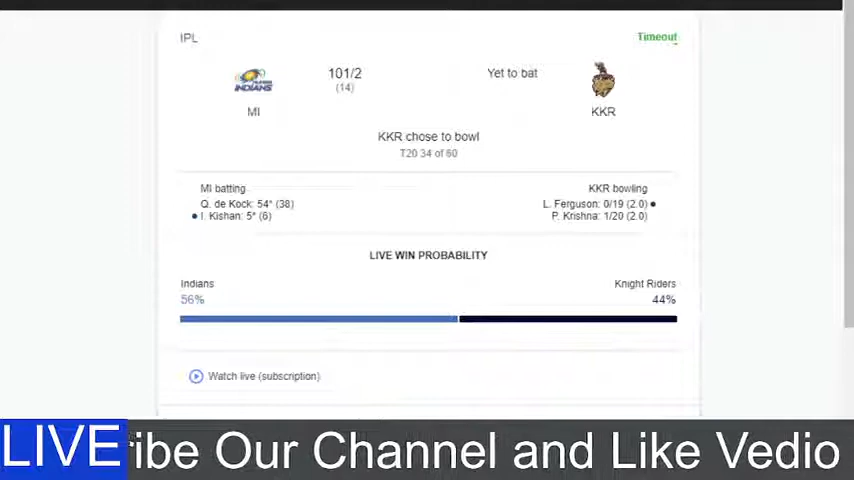 IPL
Timeout
101/2
(14)
Yet to bat
INDIANS
MI
KKR
KKR chose to bowl
T20 34 of 60
MI batting
KKR bowling
Q. de Kock: 54* (38)
L. Ferguson: 0/19 (2.0)
I. Kishan: 5* (6)
P. Krishna: 1/20 (2.0)
LIVE WIN PROBABILITY
Indians
Knight Riders
56%
44%
Watch live (subscription)
LIVE
ribe Our Channel and Like Vedio